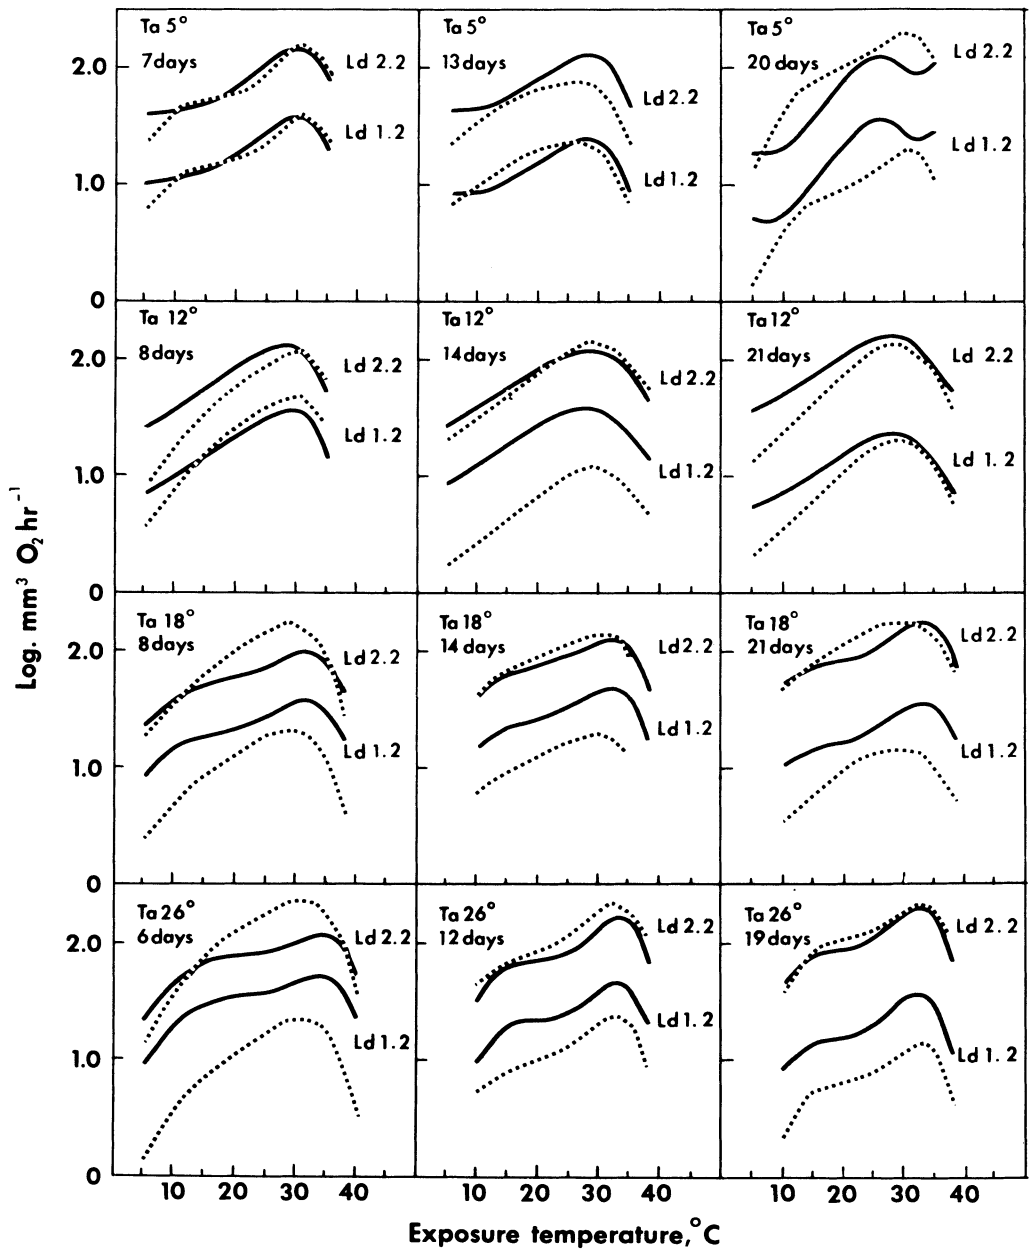 Ta 5°
7days
Ld 2.2
Ld 1.2
Ta 5°
13days
Ld 2.2
Ld 1.2
Ta 5°
20 days
Ld 2.2
Ld 1.2
2.0
1.0
0
Ta 12°
8days
Ld 2.2
Ld 1.2
Ta 12°
14days
Ld 2.2
Ld 1.2
Ta 12°
21days
Ld 2.2
Ld 1.2
2.0
1.0
0
Ta 18°
8days
Ld 2.2
Ld 1.2
Ta 18°
14 days
Ld 2.2
Ld 1.2
Ta 18°
21days
Ld 2.2
Ld 1.2
2.0
1.0
0
Ta 26°
6days
Ld 2.2
Ld 1.2
Ta 26°
12 days
Ld 2.2
Ld 1.2
Ta 26°
19 days
Ld 2.2
Ld 1.2
2.0
1.0
0
10 20 30 40 10 20 30 40 10 20 30 40
Exposure temperature,°C
Log. mm³ O₂ hr⁻¹